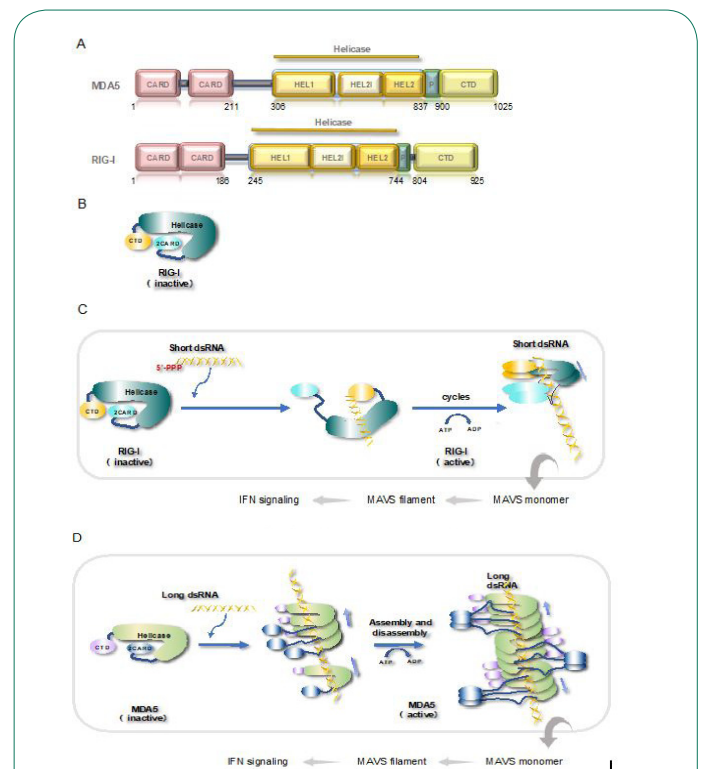 A
Helicase
MDA5
CARD CARD HEL1 HEL2I HEL2 P CTD
1 211 306 837 900 1025
Helicase
RIG-I
CARD CARD HEL1 HEL2I HEL2 P CTD
1 186 245 744 804 925
B
Helicase
CTD 2CARD
RIG-I
( inactive)
C
Short dsRNA
5'-PPP
Helicase
CTD 2CARD
RIG-I
( inactive)
cycles
ATP ADP
RIG-I
(active)
Short dsRNA
IFN signaling MAVS filament MAVS monomer
D
Long dsRNA
Helicase
CTD 2CARD
MDA5
( inactive)
Assembly and
disassembly
ATP ADP
MDA5
( active)
Long
dsRNA
IFN signaling MAVS filament MAVS monomer